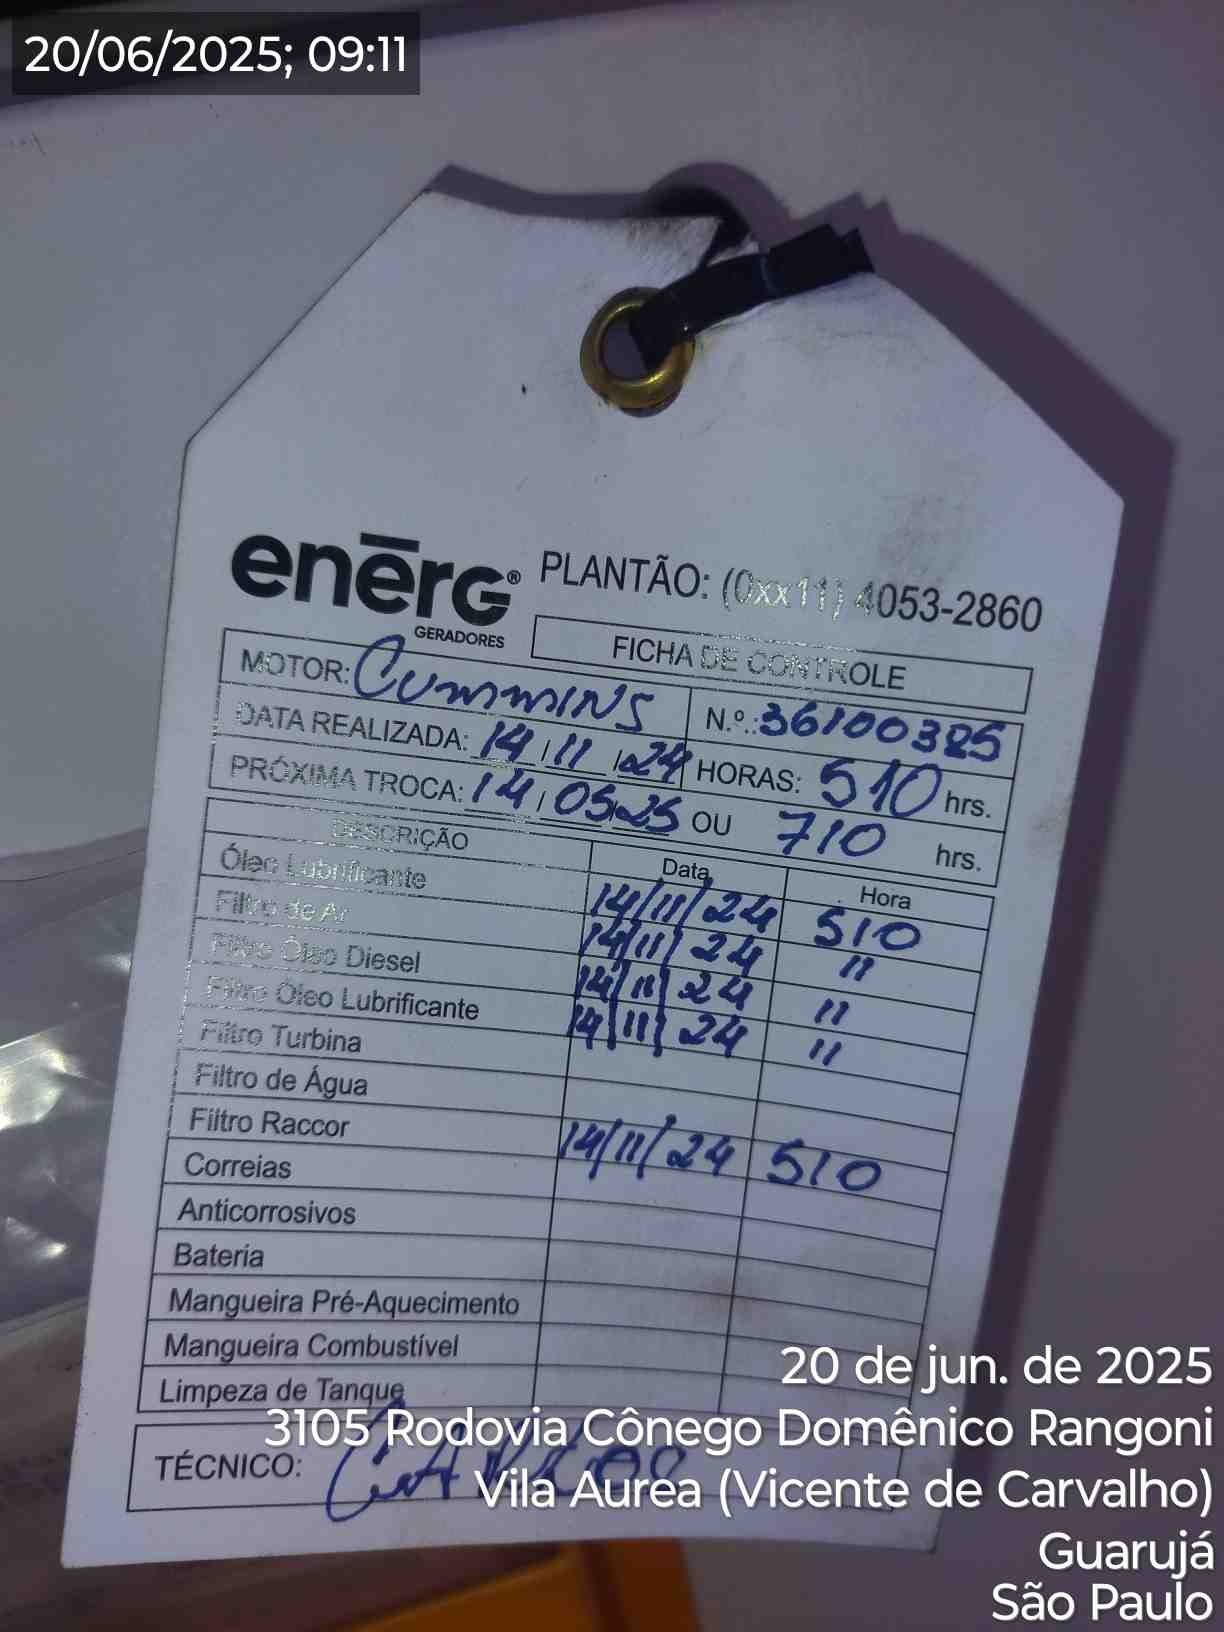 20/06/2025; 09:11
enērG®
GERADORES
PLANTÃO: (0xx11) 4053-2860
FICHA DE CONTROLE
MOTOR: Cummins N.º.: 36100385
DATA REALIZADA: 14/11/24 HORAS: 510 hrs.
PRÓXIMA TROCA: 14/05/25 OU 710 hrs.
DESCRIÇÃO Data Hora
Óleo Lubrificante 14/11/24 510
Filtro de Ar 14/11/24 "
Filtro Óleo Diesel 14/11/24 "
Filtro Óleo Lubrificante 14/11/24 "
Filtro Turbina
Filtro de Água
Filtro Raccor 14/11/24 510
Correias
Anticorrosivos
Bateria
Mangueira Pré-Aquecimento
Mangueira Combustível
Limpeza de Tanque
TÉCNICO:
20 de jun. de 2025
3105 Rodovia Cônego Domênico Rangoni
Vila Aurea (Vicente de Carvalho)
Guarujá
São Paulo